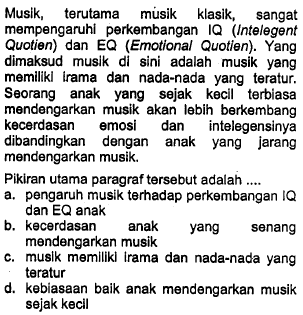 Musik, terutama musik klasik, sangat
mempengaruhi perkembangan IQ (Intelegent
Quotien) dan EQ (Emotional Quotien). Yang
dimaksud musik di sini adalah musik yang
memiliki irama dan nada-nada yang teratur.
Seorang anak yang sejak kecil terbiasa
mendengarkan musik akan lebih berkembang
kecerdasan emosi dan intelegensinya
dibandingkan dengan anak yang jarang
mendengarkan musik.
Pikiran utama paragraf tersebut adalah ....
a. pengaruh musik terhadap perkembangan IQ
dan EQ anak
b. kecerdasan anak yang senang
mendengarkan musik
c. musik memiliki irama dan nada-nada yang
teratur
d. kebiasaan baik anak mendengarkan musik
sejak kecil